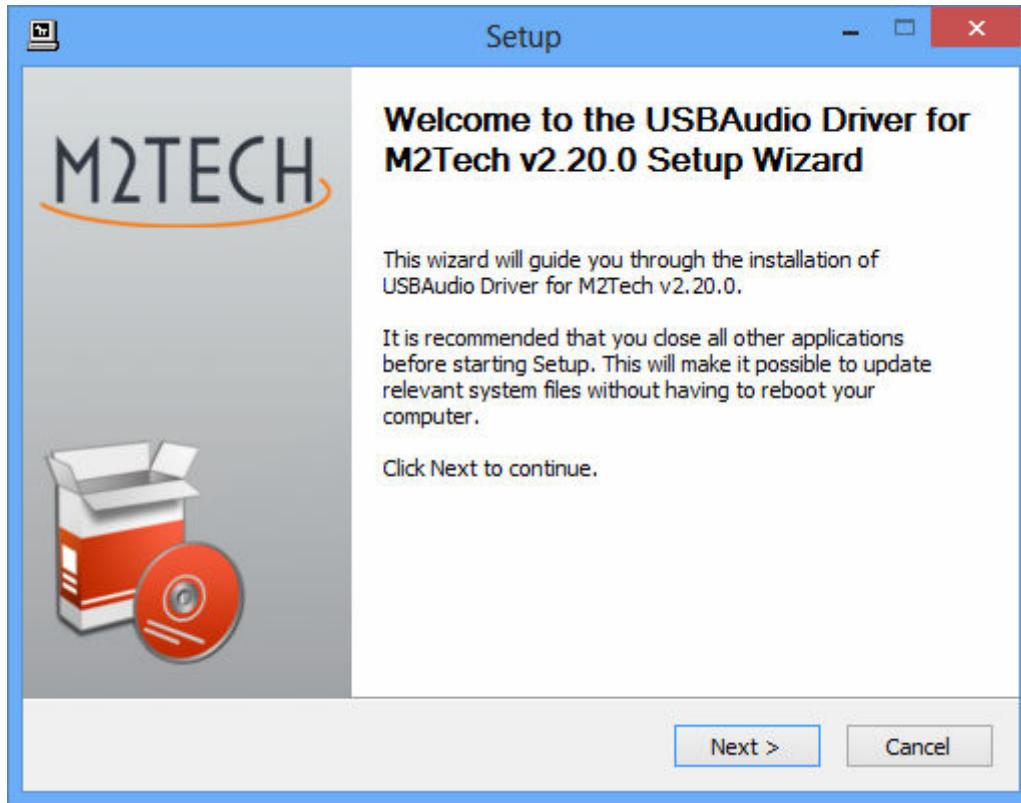 Setup
M2TECH
Welcome to the USBAudio Driver for
M2Tech v2.20.0 Setup Wizard
This wizard will guide you through the installation of
USBAudio Driver for M2Tech v2.20.0.
It is recommended that you close all other applications
before starting Setup. This will make it possible to update
relevant system files without having to reboot your
computer.
Click Next to continue.
Next >
Cancel